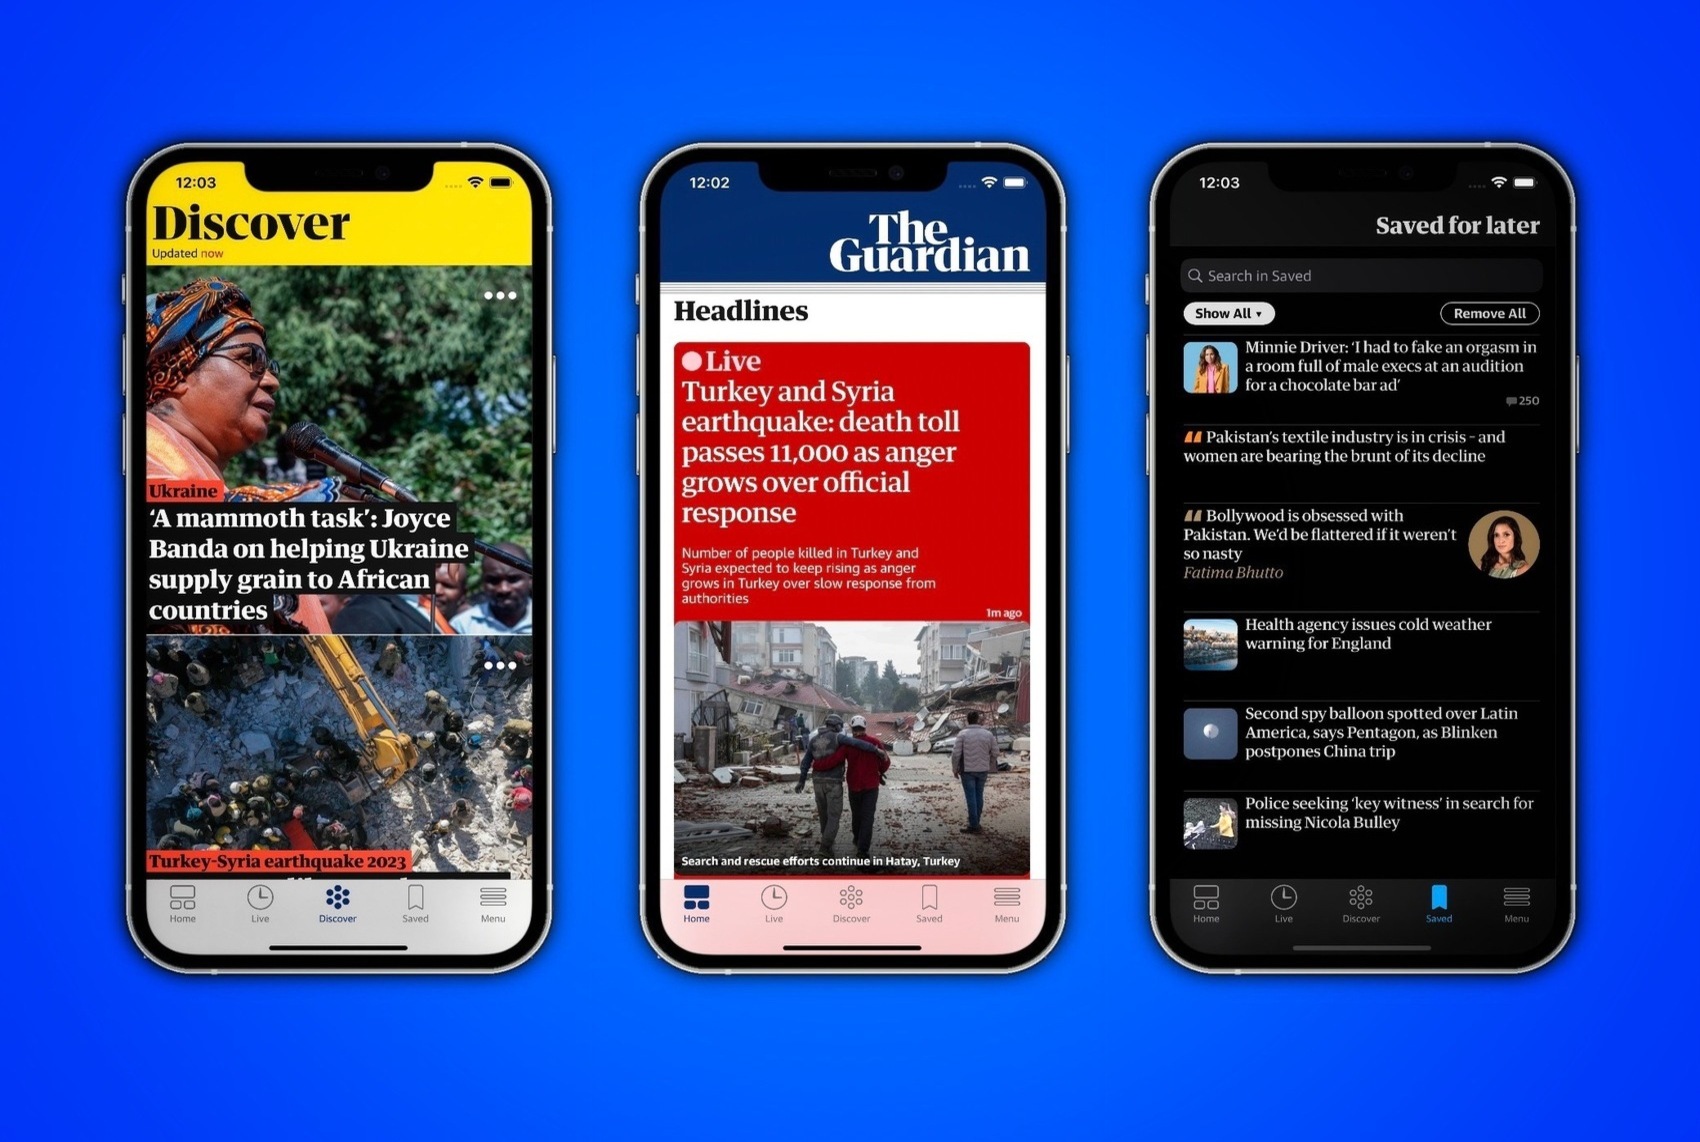 12:03
Discover
Updated now
Ukraine
‘A mammoth task’: Joyce
Banda on helping Ukraine
supply grain to African
countries
Turkey-Syria earthquake 2023
Home
Live
Discover
Saved
Menu
12:02
The
Guardian
Headlines
Live
Turkey and Syria
earthquake: death toll
passes 11,000 as anger
grows over official
response
Number of people killed in Turkey and
Syria expected to keep rising as anger
grows in Turkey over slow response from
authorities
1m ago
Search and rescue efforts continue in Hatay, Turkey
Home
Live
Discover
Saved
Menu
12:03
Saved for later
Search in Saved
Show All
Remove All
Minnie Driver: ‘I had to fake an orgasm in
a room full of male execs at an audition
for a chocolate bar ad’
250
Pakistan’s textile industry is in crisis – and
women are bearing the brunt of its decline
Bollywood is obsessed with
Pakistan. We’d be flattered if it weren’t
so nasty
Fatima Bhutto
Health agency issues cold weather
warning for England
Second spy balloon spotted over Latin
America, says Pentagon, as Blinken
postpones China trip
Police seeking ‘key witness’ in search for
missing Nicola Bulley
Home
Live
Discover
Saved
Menu